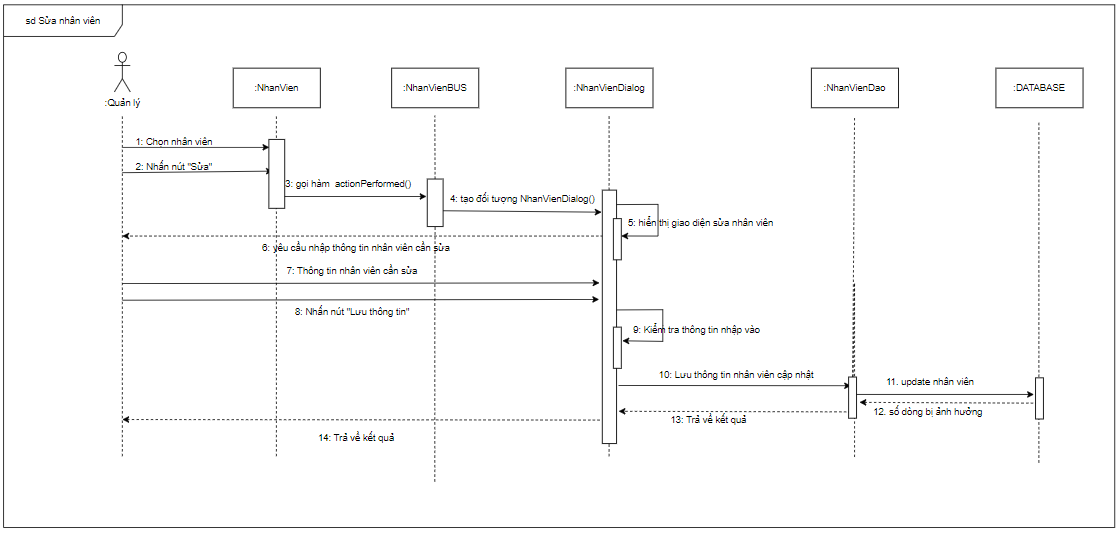 sd Sửa nhân viên
:Quản lý
:NhanVien
:NhanVienBUS
:NhanVienDialog
:NhanVienDao
:DATABASE
1: Chọn nhân viên
2: Nhấn nút "Sửa"
3: gọi hàm actionPerformed()
4: tạo đối tượng NhanVienDialog()
5: hiển thị giao diện sửa nhân viên
6: yêu cầu nhập thông tin nhân viên cần sửa
7: Thông tin nhân viên cần sửa
8: Nhấn nút "Lưu thông tin"
9: Kiểm tra thông tin nhập vào
10: Lưu thông tin nhân viên cập nhật
11. update nhân viên
12. số dòng bị ảnh hưởng
13: Trả về kết quả
14: Trả về kết quả